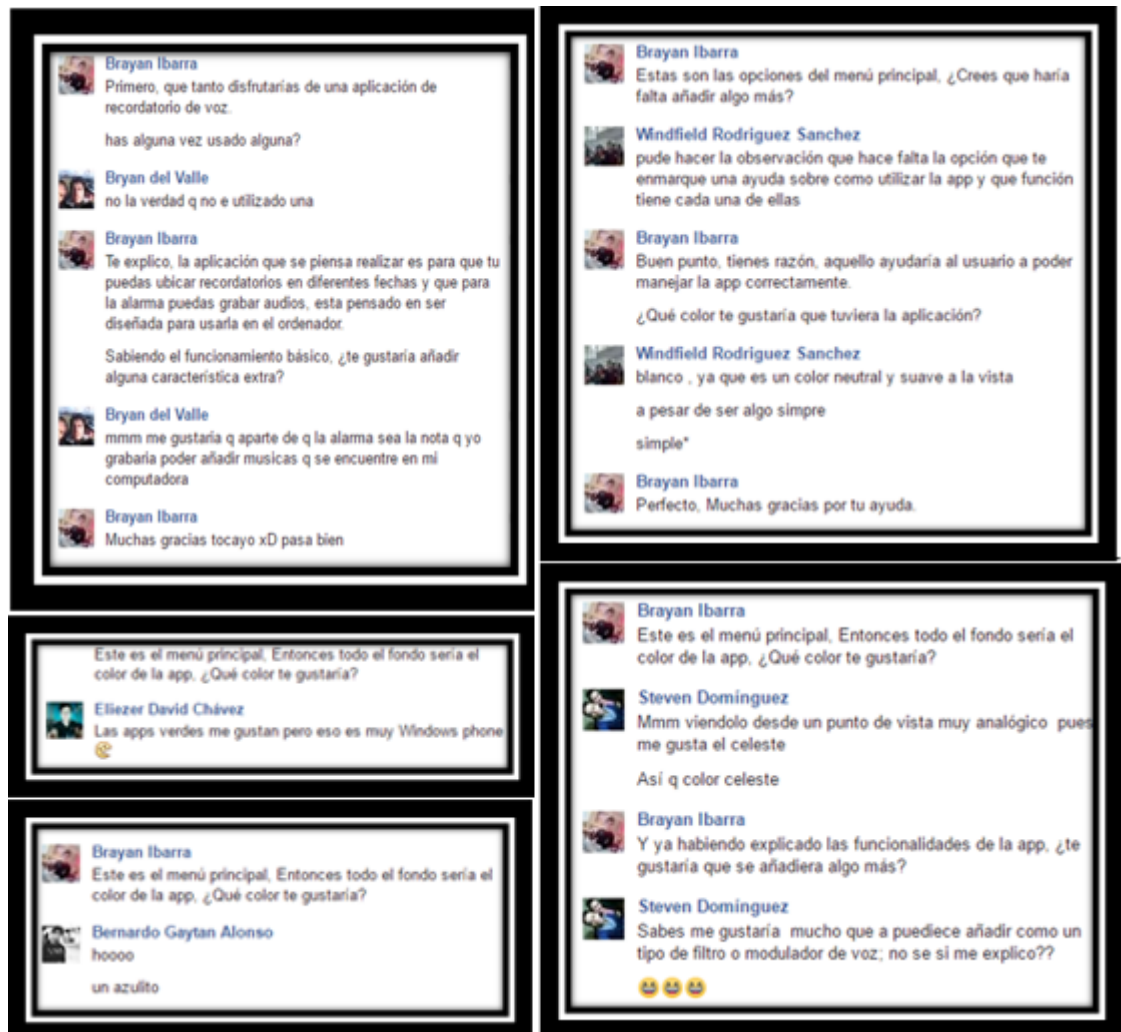 Brayan Ibarra
Primero, que tanto disfrutarías de una aplicación de
recordatorio de voz.
has alguna vez usado alguna?
Bryan del Valle
no la verdad q no e utilizado una
Brayan Ibarra
Te explico, la aplicación que se piensa realizar es para que tu
puedas ubicar recordatorios en diferentes fechas y que para
la alarma puedas grabar audios, esta pensado en ser
diseñada para usarla en el ordenador.
Sabiendo el funcionamiento básico, ¿te gustaría añadir
alguna característica extra?
Bryan del Valle
mmm me gustaria q aparte de q la alarma sea la nota q yo
grabaria poder añadir musicas q se encuentre en mi
computadora
Brayan Ibarra
Muchas gracias tocayo xD pasa bien
Este es el menú principal, Entonces todo el fondo sería el
color de la app, ¿Qué color te gustaría?
Eliezer David Chávez
Las apps verdes me gustan pero eso es muy Windows phone
Brayan Ibarra
Este es el menú principal, Entonces todo el fondo sería el
color de la app, ¿Qué color te gustaría?
Bernardo Gaytan Alonso
hoooo
un azulito
Brayan Ibarra
Estas son las opciones del menú principal, ¿Crees que haría
falta añadir algo más?
Windfield Rodriguez Sanchez
pude hacer la observación que hace falta la opción que te
enmarque una ayuda sobre como utilizar la app y que función
tiene cada una de ellas
Brayan Ibarra
Buen punto, tienes razón, aquello ayudaría al usuario a poder
manejar la app correctamente.
¿Qué color te gustaría que tuviera la aplicación?
Windfield Rodriguez Sanchez
blanco , ya que es un color neutral y suave a la vista
a pesar de ser algo simpre
simple*
Brayan Ibarra
Perfecto, Muchas gracias por tu ayuda.
Brayan Ibarra
Este es el menú principal, Entonces todo el fondo sería el
color de la app, ¿Qué color te gustaría?
Steven Domínguez
Mmm viendolo desde un punto de vista muy analógico pues
me gusta el celeste
Así q color celeste
Brayan Ibarra
Y ya habiendo explicado las funcionalidades de la app, ¿te
gustaría que se añadiera algo más?
Steven Domínguez
Sabes me gustaría mucho que a puediece añadir como un
tipo de filtro o modulador de voz; no se si me explico??